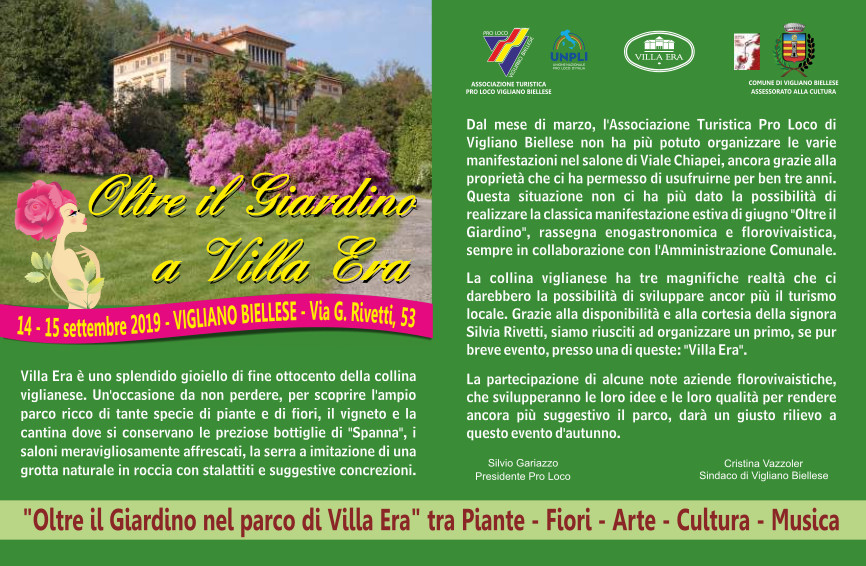 Oltre il Giardino
a Villa Era
14 - 15 settembre 2019 - VIGLIANO BIELLESE - Via G. Rivetti, 53
Villa Era è uno splendido gioiello di fine ottocento della collina
viglianese. Un'occasione da non perdere, per scoprire l'ampio
parco ricco di tante specie di piante e di fiori, il vigneto e la
cantina dove si conservano le preziose bottiglie di "Spanna", i
saloni meravigliosamente affrescati, la serra a imitazione di una
grotta naturale in roccia con stalattiti e suggestive concrezioni.
PRO LOCO
VIGLIANO BIELLESE
ASSOCIAZIONE TURISTICA
PRO LOCO VIGLIANO BIELLESE
UNPLI
UNIONE NAZIONALE
PRO LOCO D'ITALIA
VILLA ERA
COMUNE DI VIGLIANO BIELLESE
ASSESSORATO ALLA CULTURA
Dal mese di marzo, l'Associazione Turistica Pro Loco di
Vigliano Biellese non ha più potuto organizzare le varie
manifestazioni nel salone di Viale Chiapei, ancora grazie alla
proprietà che ci ha permesso di usufruirne per ben tre anni.
Questa situazione non ci ha più dato la possibilità di
realizzare la classica manifestazione estiva di giugno "Oltre il
Giardino", rassegna enogastronomica e florovivaistica,
sempre in collaborazione con l'Amministrazione Comunale.
La collina viglianese ha tre magnifiche realtà che ci
darebbero la possibilità di sviluppare ancor più il turismo
locale. Grazie alla disponibilità e alla cortesia della signora
Silvia Rivetti, siamo riusciti ad organizzare un primo, se pur
breve evento, presso una di queste: "Villa Era".
La partecipazione di alcune note aziende florovivaistiche,
che svilupperanno le loro idee e le loro qualità per rendere
ancora più suggestivo il parco, darà un giusto rilievo a
questo evento d'autunno.
Silvio Gariazzo
Presidente Pro Loco
Cristina Vazzoler
Sindaco di Vigliano Biellese
"Oltre il Giardino nel parco di Villa Era" tra Piante - Fiori - Arte - Cultura - Musica